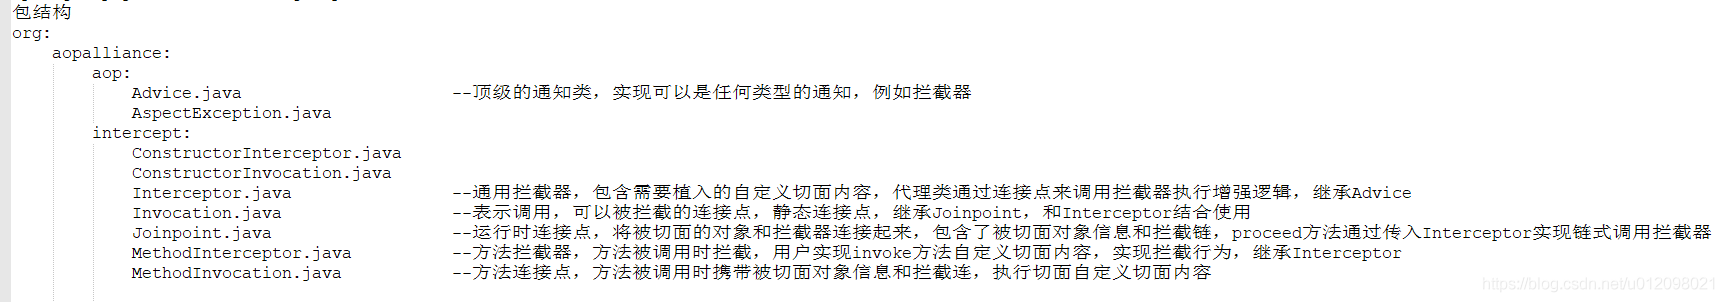 包结构
org:
aopalliance:
aop:
Advice.java --顶级的通知类，实现可以是任何类型的通知，例如拦截器
AspectException.java
intercept:
ConstructorInterceptor.java
ConstructorInvocation.java
Interceptor.java --通用拦截器，包含需要植入的自定义切面内容，代理类通过连接点来调用拦截器执行增强逻辑，继承Advice
Invocation.java --表示调用，可以被拦截的连接点，静态连接点，继承Joinpoint，和Interceptor结合使用
Joinpoint.java --运行时连接点，将被切面的对象和拦截器连接起来，包含了被切面对象信息和拦截链，proceed方法通过传入Interceptor实现链式调用拦截器
MethodInterceptor.java --方法拦截器，方法被调用时拦截，用户实现invoke方法自定义切面内容，实现拦截行为，继承Interceptor
MethodInvocation.java --方法连接点，方法被调用时携带被切面对象信息和拦截连，执行切面自定义切面内容
https://blog.csdn.net/u012098021